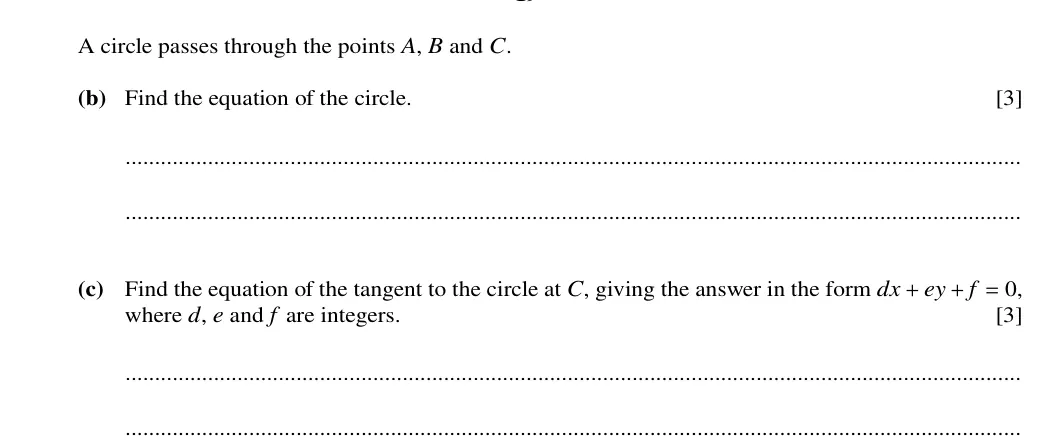 A circle passes through the points A, B and C.
(b) Find the equation of the circle. [3]
(c) Find the equation of the tangent to the circle at C, giving the answer in the form dx + ey + f = 0,
where d, e and f are integers. [3]